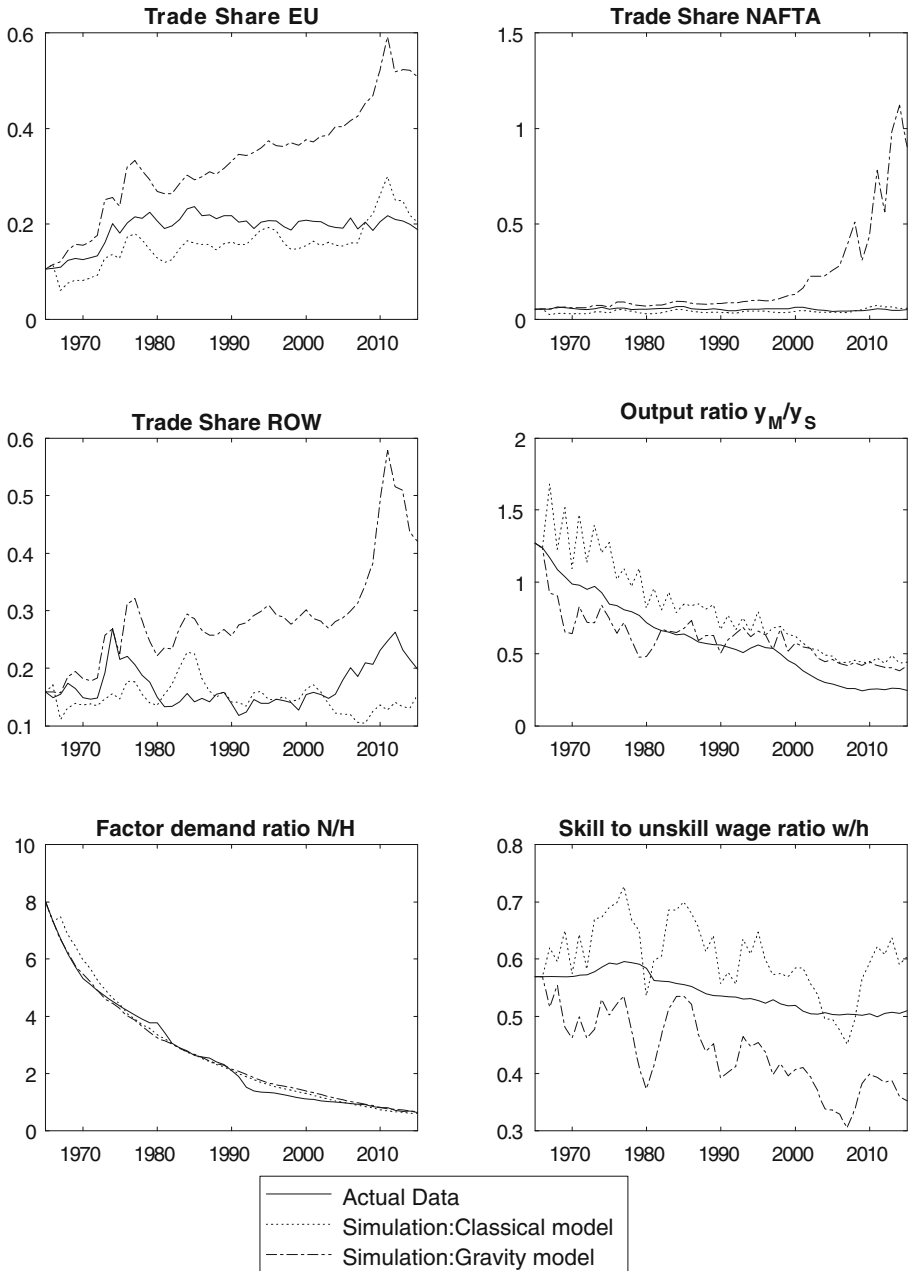 Trade Share EU
0.6
0.4
0.2
0
1970 1980 1990 2000 2010
Trade Share NAFTA
1.5
1
0.5
0
1970 1980 1990 2000 2010
Trade Share ROW
0.6
0.5
0.4
0.3
0.2
0.1
1970 1980 1990 2000 2010
Output ratio y_M/y_S
2
1.5
1
0.5
0
1970 1980 1990 2000 2010
Factor demand ratio N/H
10
8
6
4
2
0
1970 1980 1990 2000 2010
Skill to unskill wage ratio w/h
0.8
0.7
0.6
0.5
0.4
0.3
1970 1980 1990 2000 2010
Actual Data
Simulation:Classical model
Simulation:Gravity model